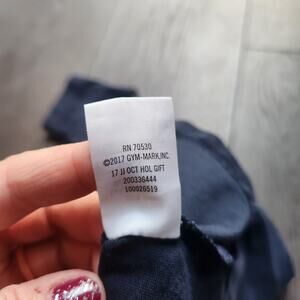 RN 70530
©2017 GYM-MARK,INC.
17 JJ OCT HOL GIFT
200336444
100026519